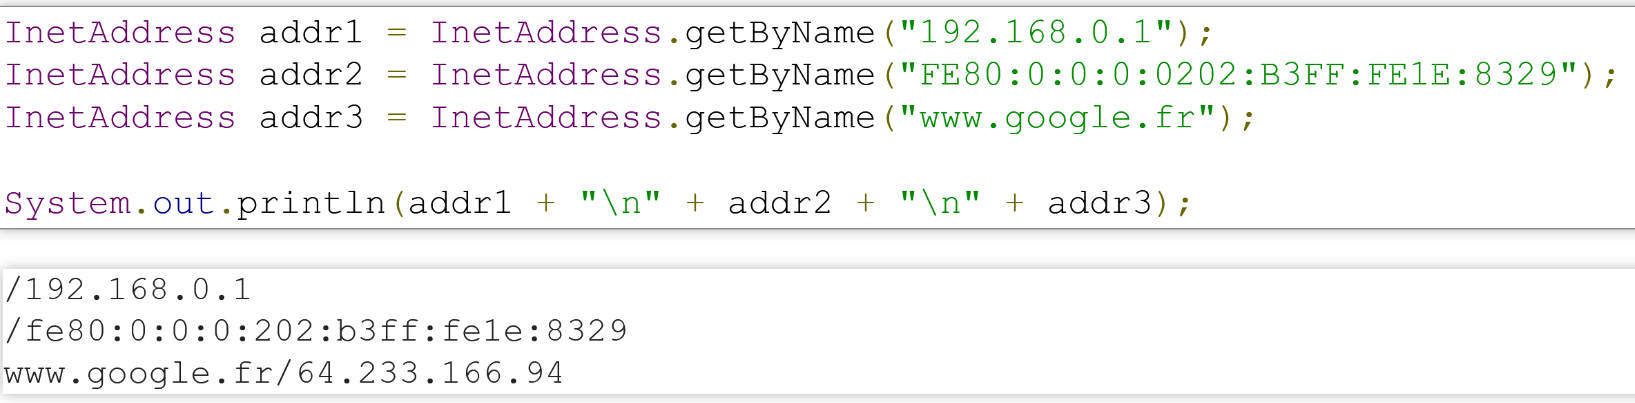 InetAddress addr1 = InetAddress.getByName("192.168.0.1");
InetAddress addr2 = InetAddress.getByName("FE80:0:0:0:0202:B3FF:FE1E:8329");
InetAddress addr3 = InetAddress.getByName("www.google.fr");
System.out.println(addr1 + "\n" + addr2 + "\n" + addr3);
/192.168.0.1
/fe80:0:0:0:202:b3ff:fe1e:8329
www.google.fr/64.233.166.94